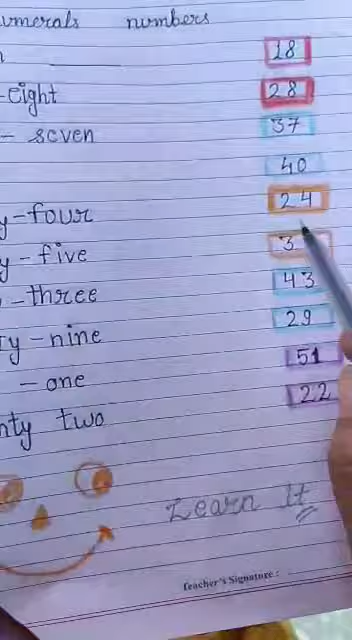 umerals numbers
n 18
-eight 28
- seven 37
40
y-four 24
y-five 3
-three 43
ty-nine 29
- one 51
nty two 22
Learn It
Teacher's Signature :